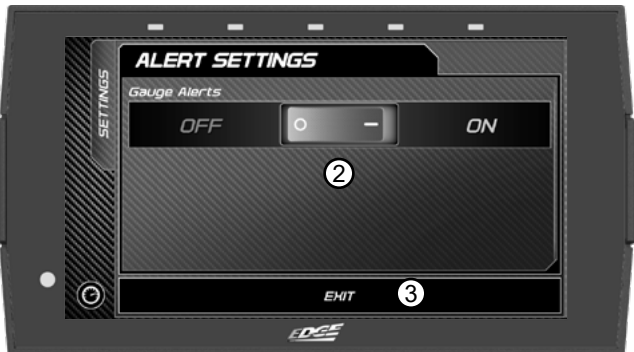 ALERT SETTINGS
SETTINGS
Gauge Alerts
OFF
ON
2
EXIT
3
EDGE